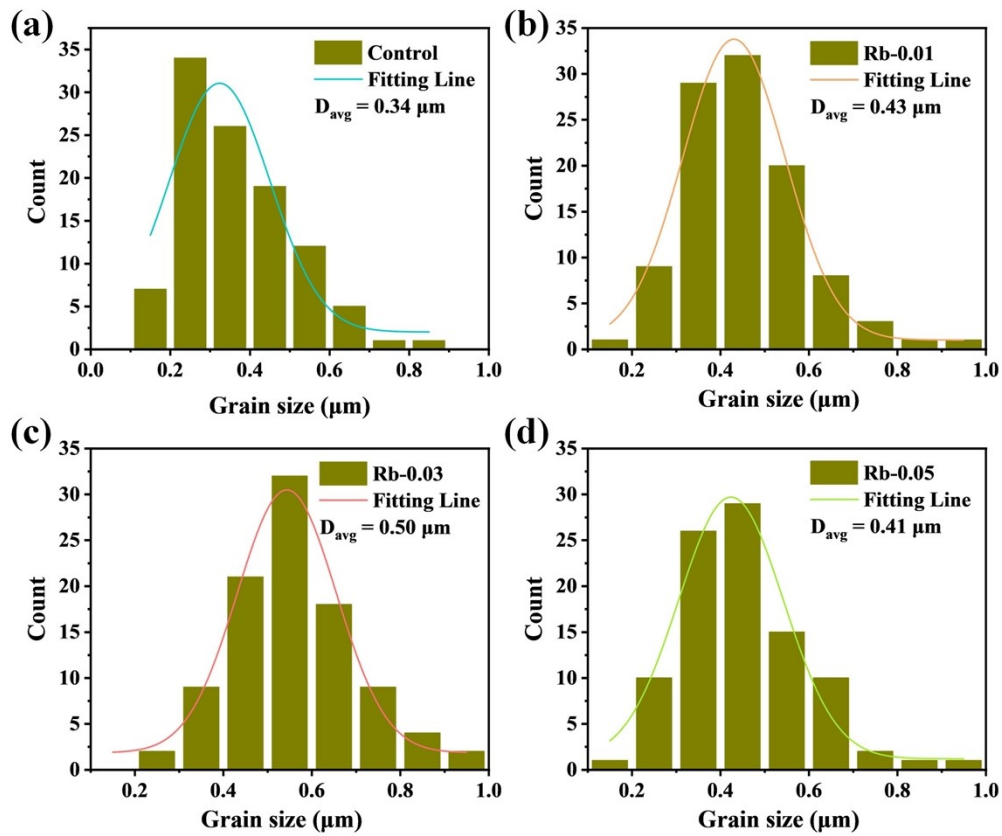 (a)
Control
Fitting Line
D_avg = 0.34 μm
Count
35
30
25
20
15
10
5
0
0.0 0.2 0.4 0.6 0.8 1.0
Grain size (μm)
(b)
Rb-0.01
Fitting Line
D_avg = 0.43 μm
Count
35
30
25
20
15
10
5
0
0.2 0.4 0.6 0.8 1.0
Grain size (μm)
(c)
Rb-0.03
Fitting Line
D_avg = 0.50 μm
Count
35
30
25
20
15
10
5
0
0.2 0.4 0.6 0.8 1.0
Grain size (μm)
(d)
Rb-0.05
Fitting Line
D_avg = 0.41 μm
Count
35
30
25
20
15
10
5
0
0.2 0.4 0.6 0.8 1.0
Grain size (μm)